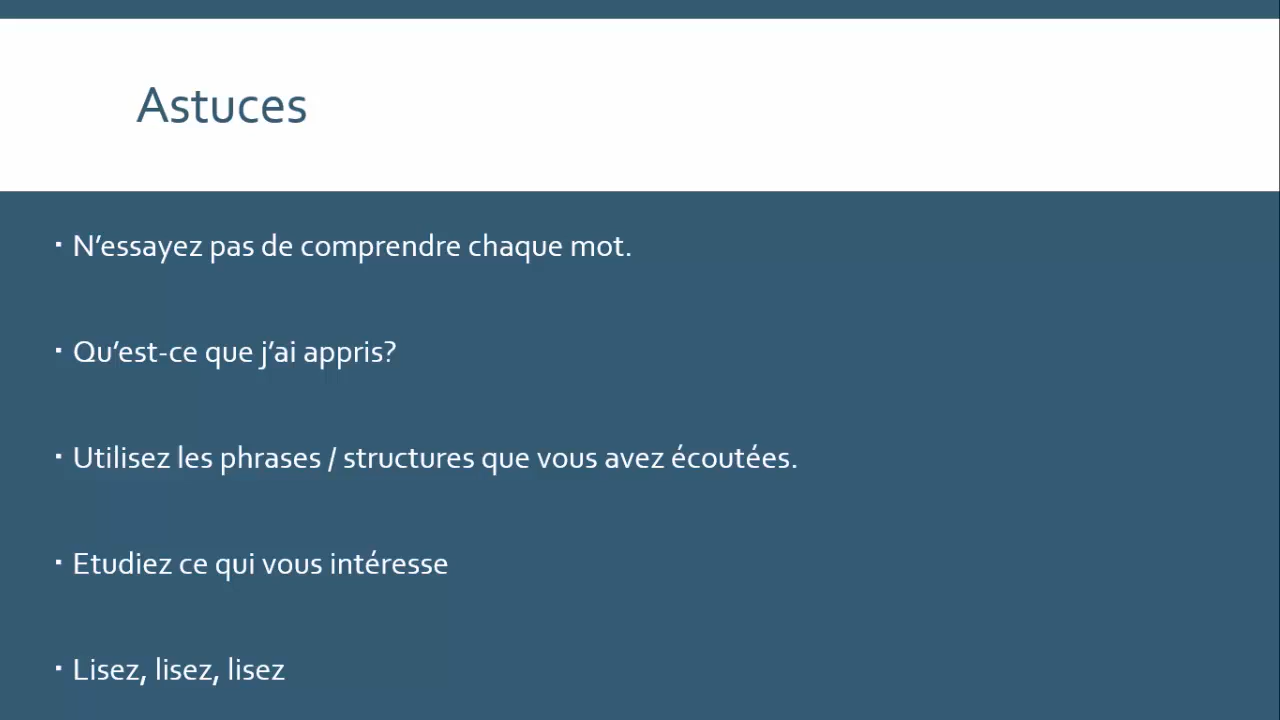 Astuces
▪ N’essayez pas de comprendre chaque mot.
▪ Qu’est-ce que j’ai appris?
▪ Utilisez les phrases / structures que vous avez écoutées.
▪ Etudiez ce qui vous intéresse
▪ Lisez, lisez, lisez